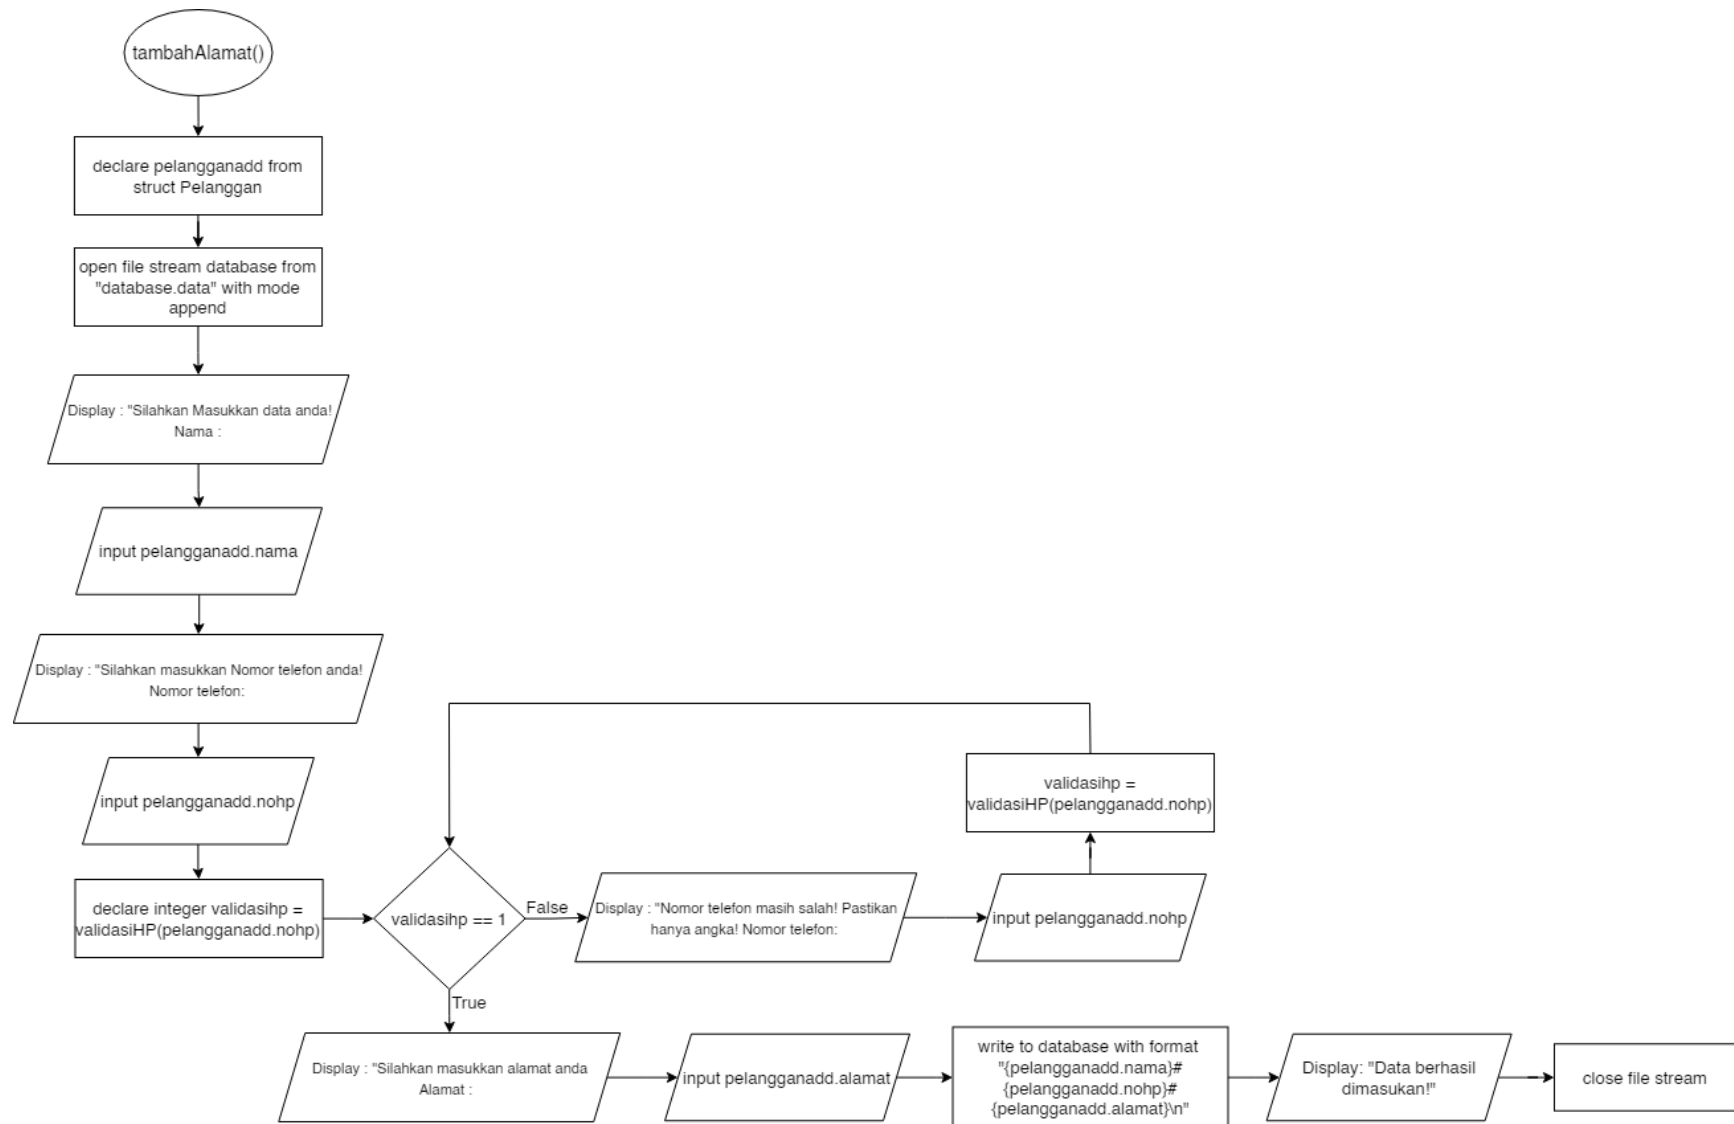 tambahAlamat()
declare pelangganadd from
struct Pelanggan
open file stream database from
"database.data" with mode
append
Display : "Silahkan Masukkan data anda!
Nama :
input pelangganadd.nama
Display : "Silahkan masukkan Nomor telefon anda!
Nomor telefon:
input pelangganadd.nohp
declare integer validasihp =
validasiHP(pelangganadd.nohp)
validasihp == 1
False
Display : "Nomor telefon masih salah! Pastikan
hanya angka! Nomor telefon:
input pelangganadd.nohp
validasihp =
validasiHP(pelangganadd.nohp)
True
Display : "Silahkan masukkan alamat anda
Alamat :
input pelangganadd.alamat
write to database with format
"{pelangganadd.nama}#
{pelangganadd.nohp}#
{pelangganadd.alamat}\n"
Display: "Data berhasil
dimasukan!"
close file stream